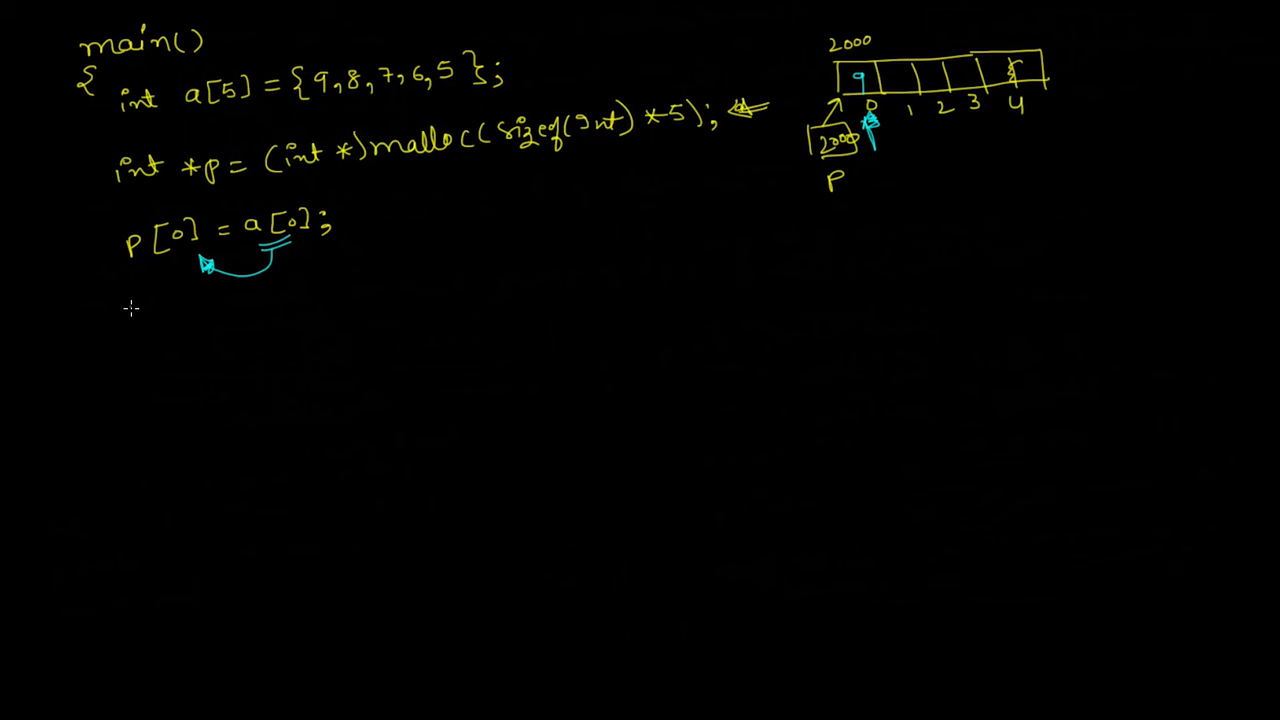 main()
{ int a[5] = {9,8,7,6,5};
int *p = (int *)malloc(sizeof(int) *5);
p[0] = a[0];
2000
9
0 1 2 3 4
2000
P